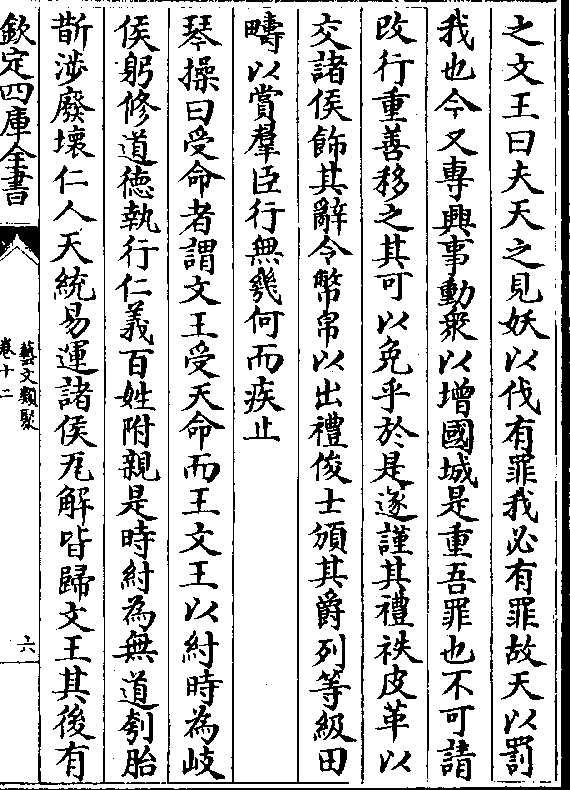 之文王曰夫天之見妖以伐有罪我必有罪故天以罰
我也今又專興事動衆以增國城是重吾罪也不可請
改行重善移之其可以免乎於是遂謹其禮袟皮革以
交諸侯飾其辭令幣帛以出禮俊士頒其爵列等級田
疇以賞羣臣行無幾何而疾止
琴操曰受命者謂文王受天命而王文王以紂時為岐
侯躬修道德執行仁義百姓附親是時紂為無道刳胎
斮涉廢壞仁人天統易運諸侯瓦解皆歸文王其後有
欽定四庫全書
藝文類聚
卷十二
六